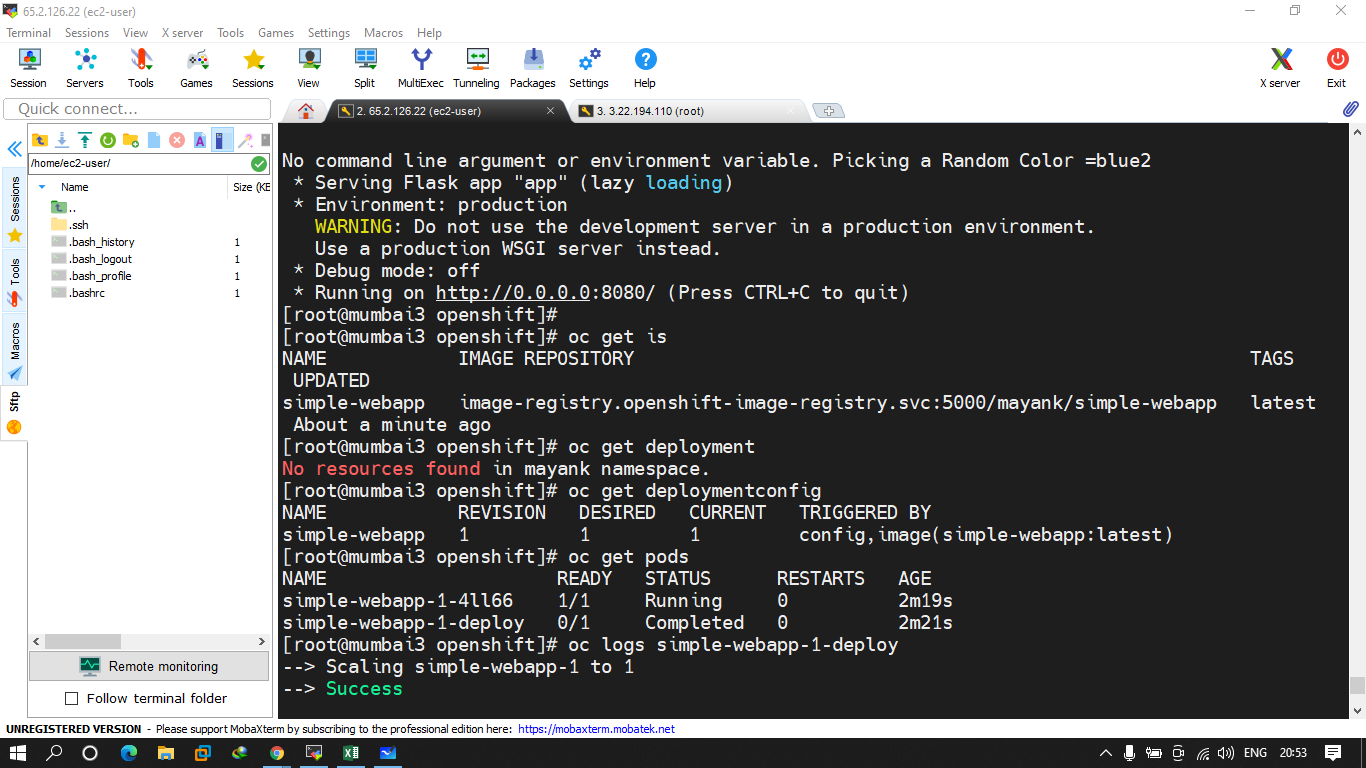 65.2.126.22 (ec2-user)
Terminal Sessions View X server Tools Games Settings Macros Help
Session Servers Tools Games Sessions View Split MultiExec Tunneling Packages Settings Help X server Exit
Quick connect...
2. 65.2.126.22 (ec2-user)
3. 3.22.194.110 (root)
/home/ec2-user/
Name Size (KB
..
.ssh
.bash_history 1
.bash_logout 1
.bash_profile 1
.bashrc 1
Sessions
Tools
Macros
Sftp
Remote monitoring
Follow terminal folder
No command line argument or environment variable. Picking a Random Color =blue2
* Serving Flask app "app" (lazy loading)
* Environment: production
WARNING: Do not use the development server in a production environment.
Use a production WSGI server instead.
* Debug mode: off
* Running on http://0.0.0.0:8080/ (Press CTRL+C to quit)
[root@mumbai3 openshift]#
[root@mumbai3 openshift]# oc get is
NAME IMAGE REPOSITORY TAGS
UPDATED
simple-webapp image-registry.openshift-image-registry.svc:5000/mayank/simple-webapp latest
About a minute ago
[root@mumbai3 openshift]# oc get deployment
No resources found in mayank namespace.
[root@mumbai3 openshift]# oc get deploymentconfig
NAME REVISION DESIRED CURRENT TRIGGERED BY
simple-webapp 1 1 1 config,image(simple-webapp:latest)
[root@mumbai3 openshift]# oc get pods
NAME READY STATUS RESTARTS AGE
simple-webapp-1-4ll66 1/1 Running 0 2m19s
simple-webapp-1-deploy 0/1 Completed 0 2m21s
[root@mumbai3 openshift]# oc logs simple-webapp-1-deploy
--> Scaling simple-webapp-1 to 1
--> Success
UNREGISTERED VERSION - Please support MobaXterm by subscribing to the professional edition here: https://mobaxterm.mobatek.net
ENG 20:53